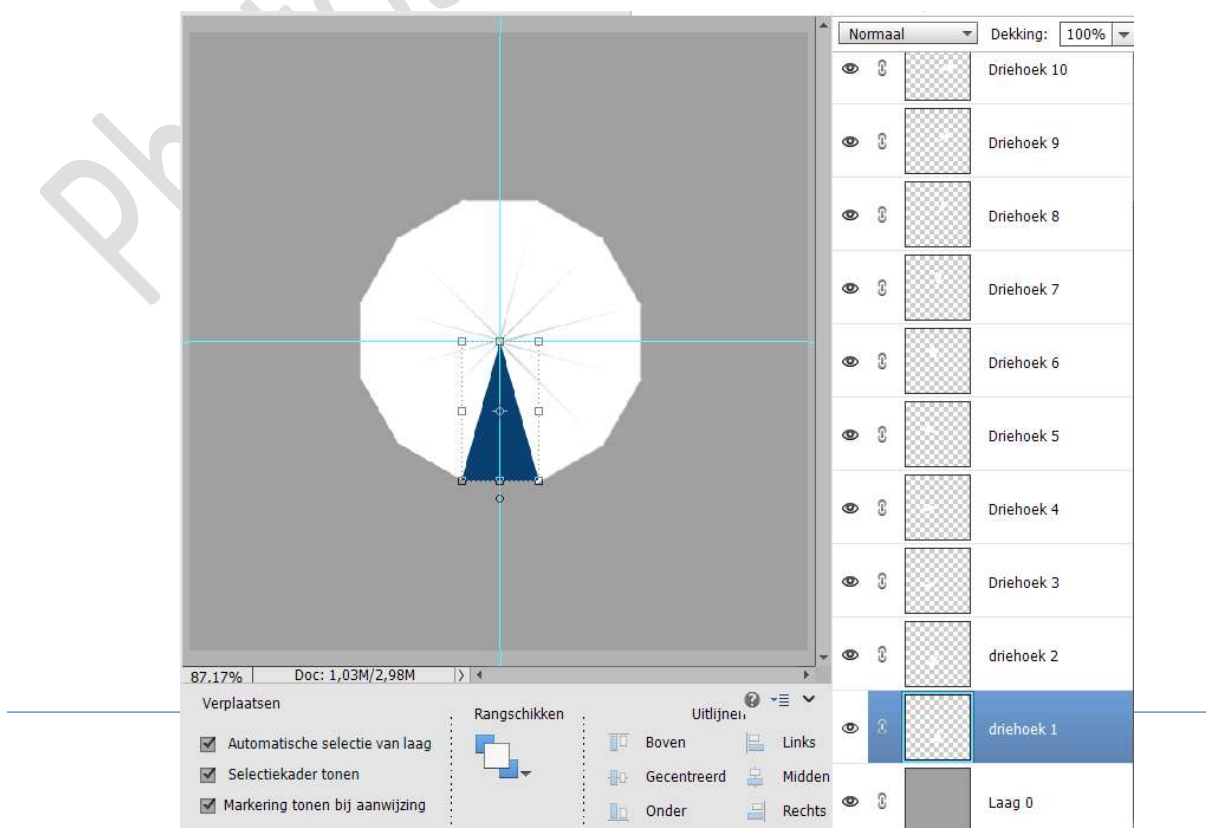 Normaal Dekking: 100%
Driehoek 10
Driehoek 9
Driehoek 8
Driehoek 7
Driehoek 6
Driehoek 5
Driehoek 4
Driehoek 3
driehoek 2
driehoek 1
Laag 0
87.17% Doc: 1,03M/2,98M
Verplaatsen
Automatische selectie van laag
Selectiekader tonen
Markering tonen bij aanwijzing
Rangschikken
Uitlijnen
Boven Links
Gecentreerd Midden
Onder Rechts